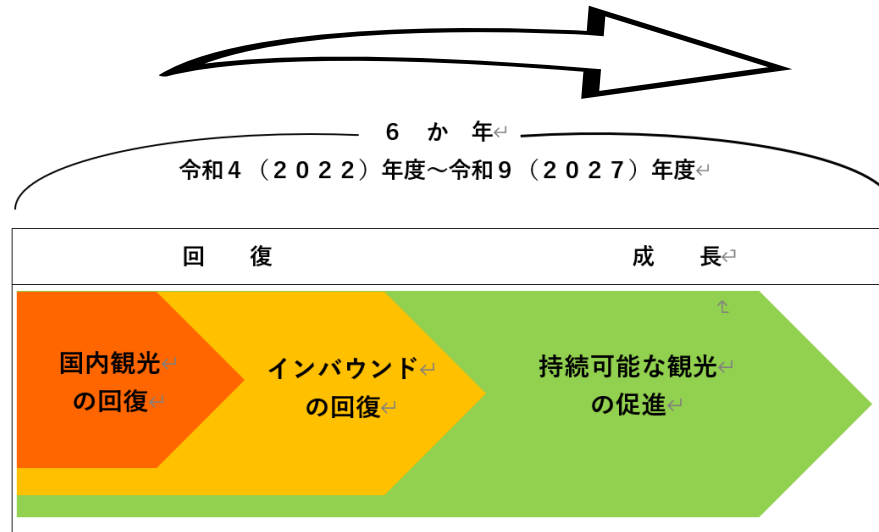 ６　か　年
令和４（２０２２）年度～令和９（２０２７）年度
回　　復
成　　長
国内観光
の回復
インバウンド
の回復
持続可能な観光
の促進